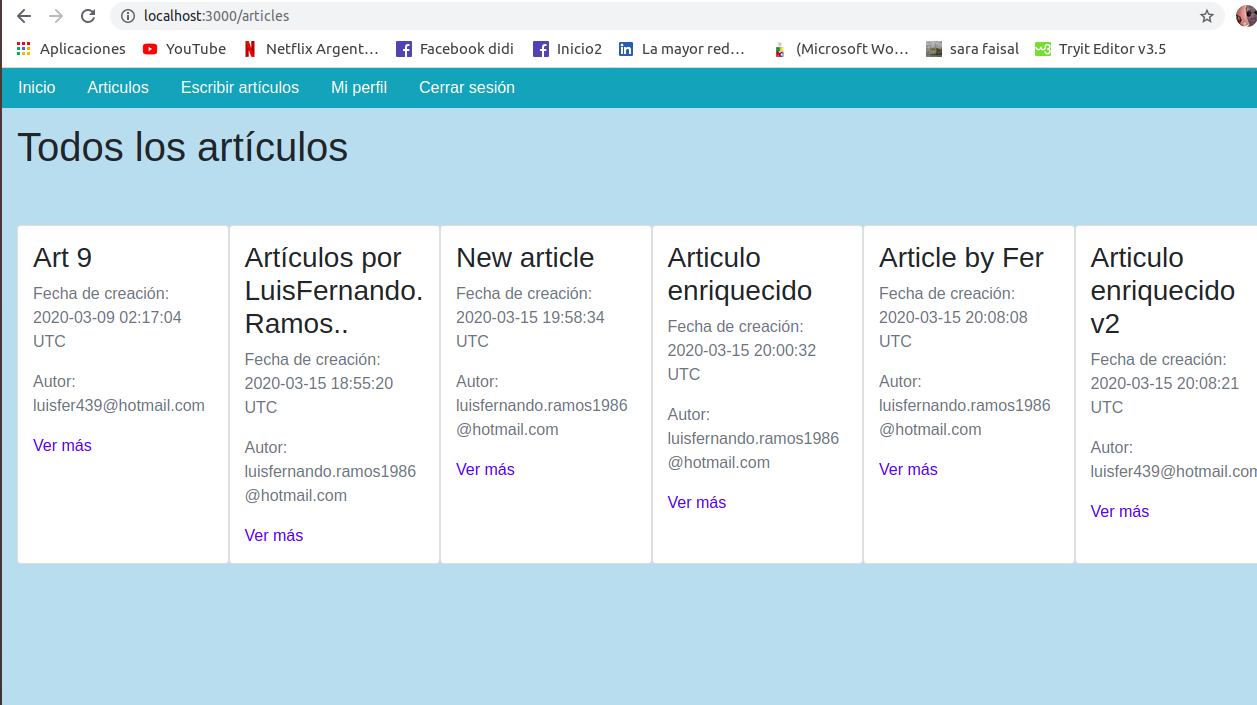 localhost:3000/articles
Aplicaciones YouTube Netflix Argent... Facebook didi Inicio2 La mayor red... (Microsoft Wo... sara faisal Tryit Editor v3.5
Inicio Articulos Escribir artículos Mi perfil Cerrar sesión
Todos los artículos
Art 9
Fecha de creación:
2020-03-09 02:17:04
UTC
Autor:
luisfer439@hotmail.com
Ver más
Artículos por
LuisFernando.
Ramos..
Fecha de creación:
2020-03-15 18:55:20
UTC
Autor:
luisfernando.ramos1986
@hotmail.com
Ver más
New article
Fecha de creación:
2020-03-15 19:58:34
UTC
Autor:
luisfernando.ramos1986
@hotmail.com
Ver más
Articulo
enriquecido
Fecha de creación:
2020-03-15 20:00:32
UTC
Autor:
luisfernando.ramos1986
@hotmail.com
Ver más
Article by Fer
Fecha de creación:
2020-03-15 20:08:08
UTC
Autor:
luisfernando.ramos1986
@hotmail.com
Ver más
Articulo
enriquecido
v2
Fecha de creación:
2020-03-15 20:08:21
UTC
Autor:
luisfer439@hotmail.com
Ver más